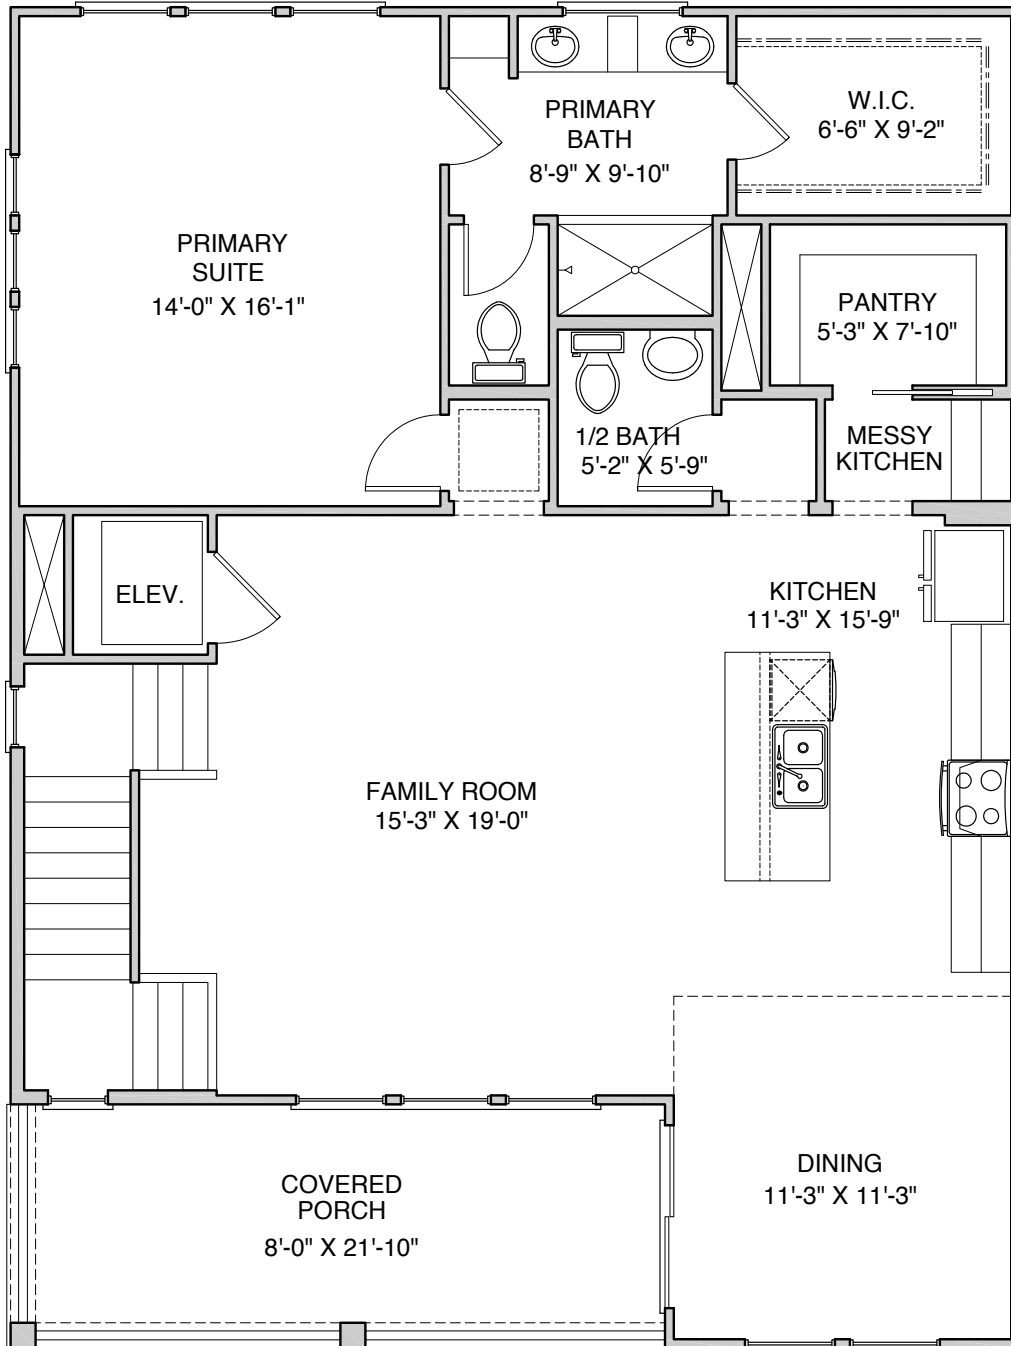 PRIMARY
BATH
8'-9" X 9'-10"
W.I.C.
6'-6" X 9'-2"
PRIMARY
SUITE
14'-0" X 16'-1"
PANTRY
5'-3" X 7'-10"
1/2 BATH
5'-2" X 5'-9"
MESSY
KITCHEN
ELEV.
KITCHEN
11'-3" X 15'-9"
FAMILY ROOM
15'-3" X 19'-0"
COVERED
PORCH
8'-0" X 21'-10"
DINING
11'-3" X 11'-3"